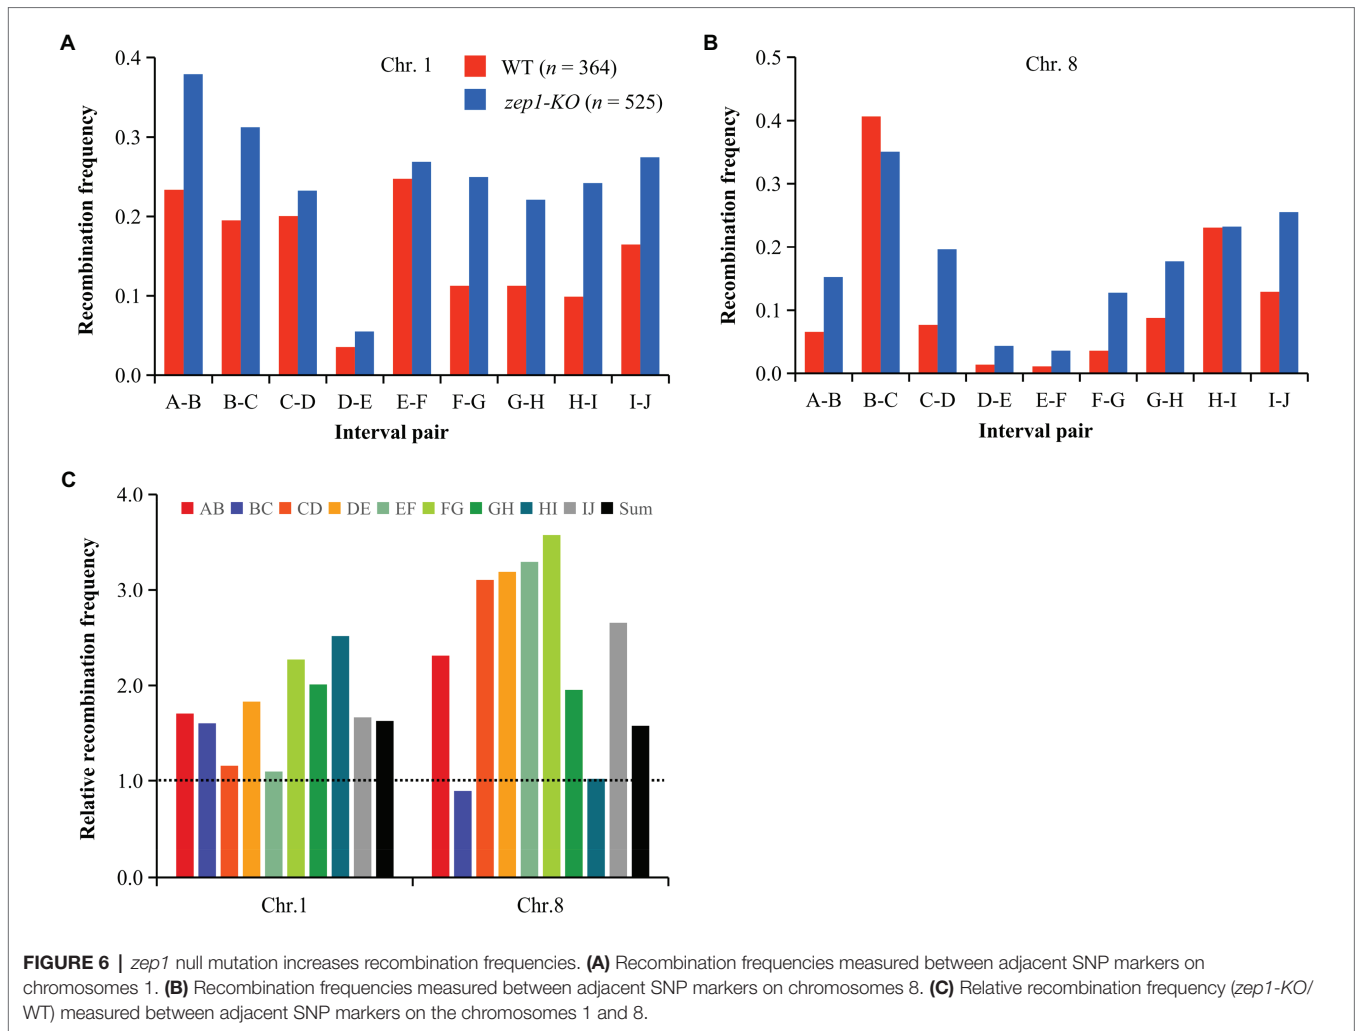 A
Chr. 1
WT (n = 364)
zep1-KO (n = 525)
0.4
0.3
0.2
0.1
0.0
Recombination frequency
A-B B-C C-D D-E E-F F-G G-H H-I I-J
Interval pair
B
Chr. 8
0.5
0.4
0.3
0.2
0.1
0.0
Recombination freqency
A-B B-C C-D D-E E-F F-G G-H H-I I-J
Interval pair
C
AB BC CD DE EF FG GH HI IJ Sum
4.0
3.0
2.0
1.0
0.0
Relative recombination frequency
Chr.1 Chr.8
FIGURE 6 | zep1 null mutation increases recombination frequencies. (A) Recombination frequencies measured between adjacent SNP markers on
chromosomes 1. (B) Recombination frequencies measured between adjacent SNP markers on chromosomes 8. (C) Relative recombination frequency (zep1-KO/
WT) measured between adjacent SNP markers on the chromosomes 1 and 8.